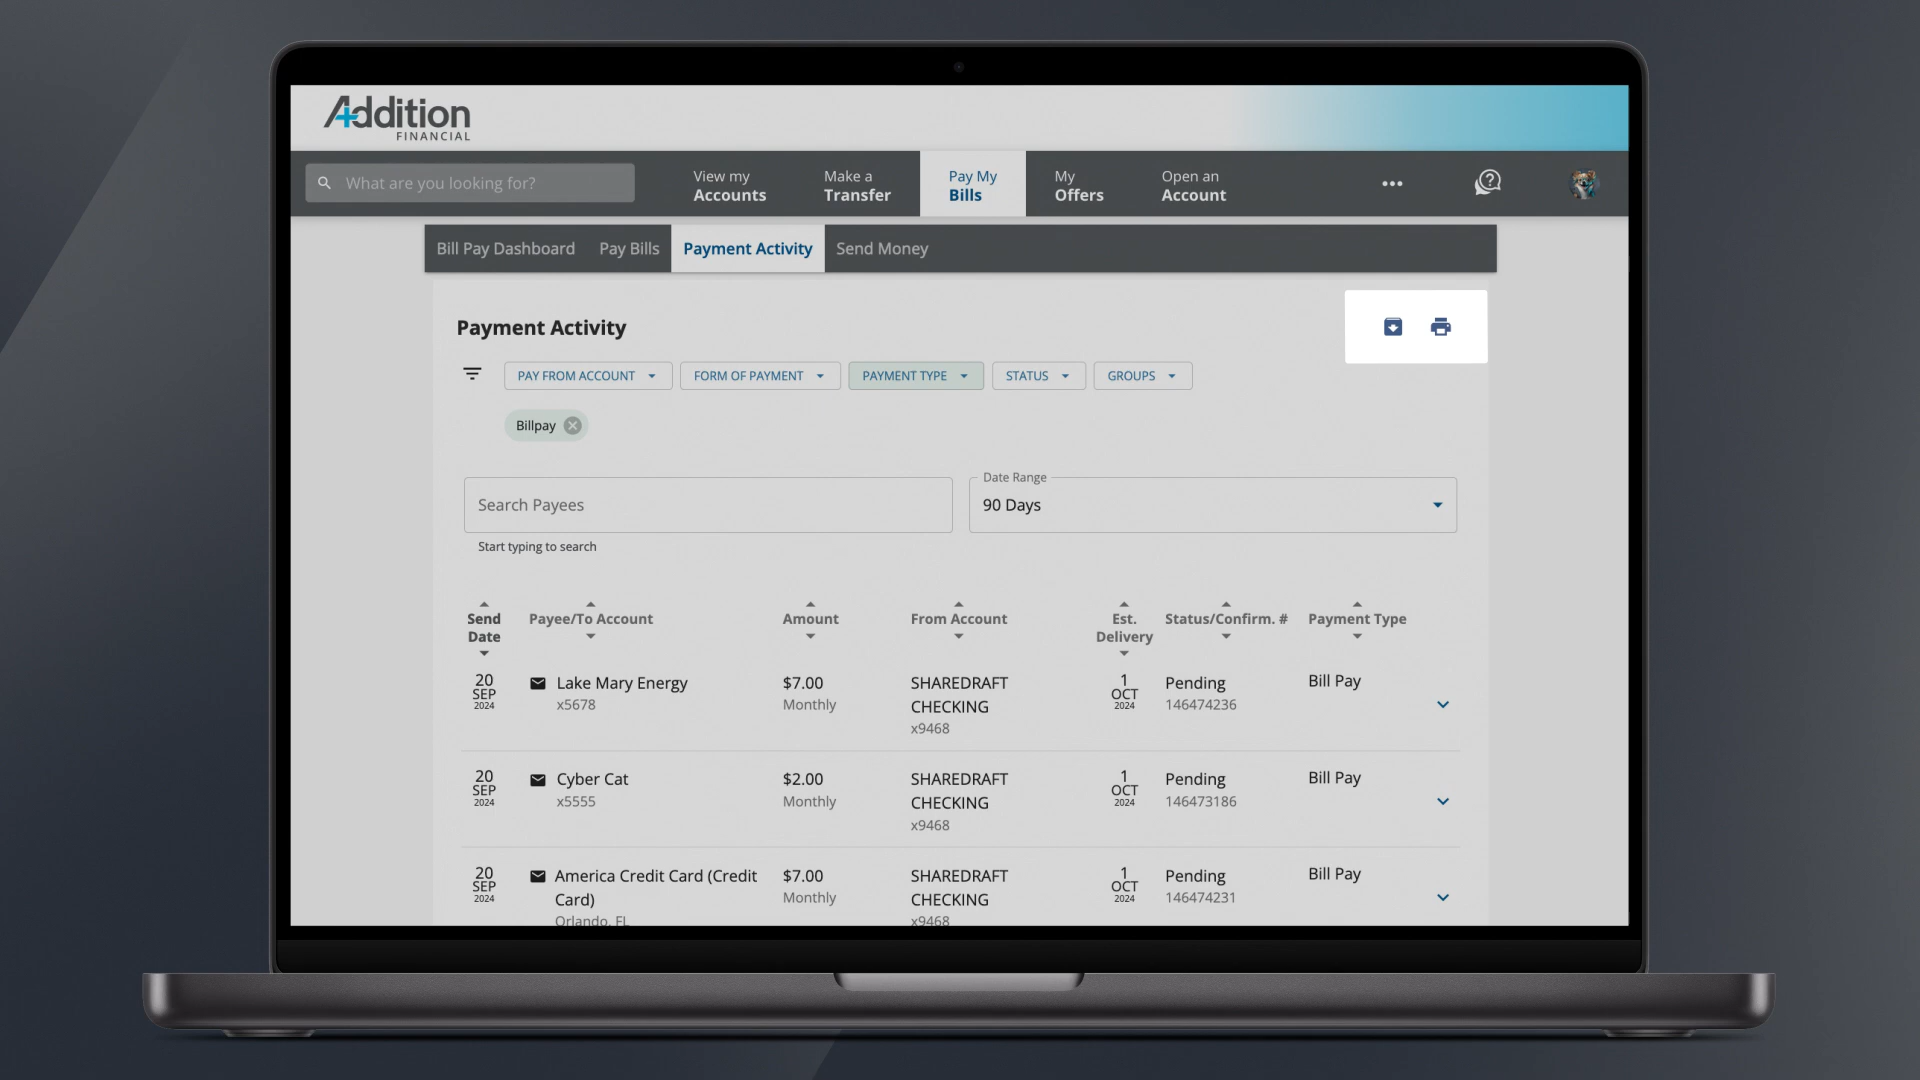 Addition
FINANCIAL
What are you looking for?
View my
Accounts
Make a
Transfer
Pay My
Bills
My
Offers
Open an
Account
Bill Pay Dashboard
Pay Bills
Payment Activity
Send Money
Payment Activity
PAY FROM ACCOUNT
FORM OF PAYMENT
PAYMENT TYPE
STATUS
GROUPS
Billpay
Search Payees
Start typing to search
Date Range
90 Days
Send
Date
Payee/To Account
Amount
From Account
Est.
Delivery
Status/Confirm. #
Payment Type
20
SEP
2024
Lake Mary Energy
x5678
$7.00
Monthly
SHAREDRAFT
CHECKING
x9468
1
OCT
2024
Pending
146474236
Bill Pay
20
SEP
2024
Cyber Cat
x5555
$2.00
Monthly
SHAREDRAFT
CHECKING
x9468
1
OCT
2024
Pending
146473186
Bill Pay
20
SEP
2024
America Credit Card (Credit
Card)
Orlando, FL
$7.00
Monthly
SHAREDRAFT
CHECKING
x9468
1
OCT
2024
Pending
146474231
Bill Pay